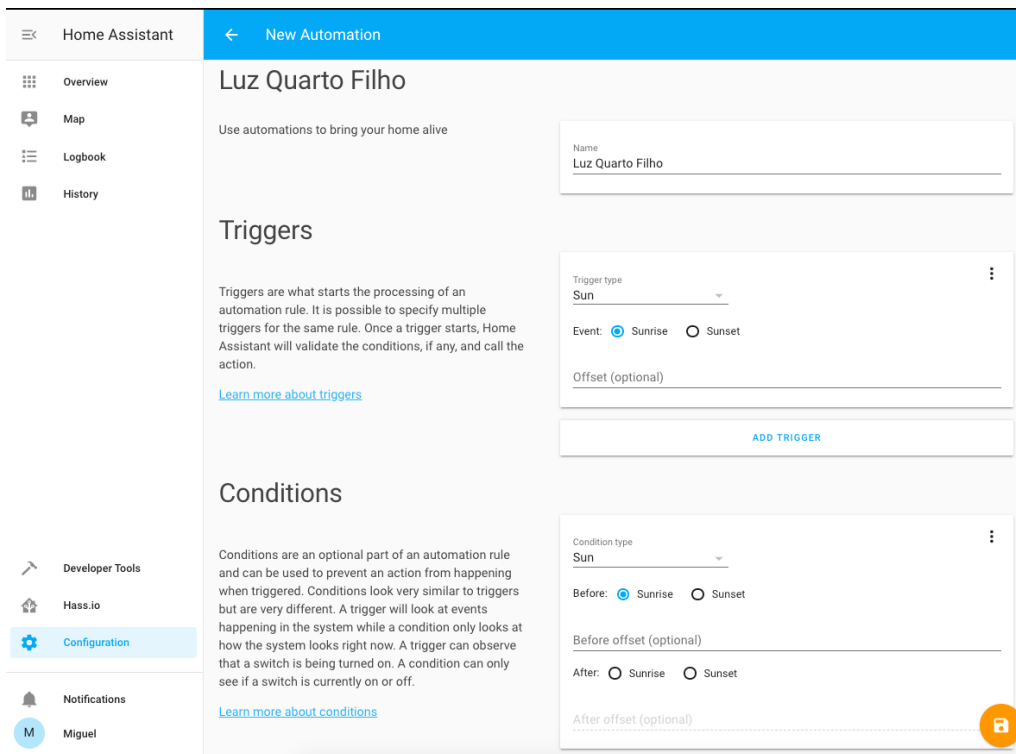 Home Assistant
New Automation
Overview
Map
Logbook
History
Developer Tools
Hass.io
Configuration
Notifications
M
Miguel
Luz Quarto Filho
Use automations to bring your home alive
Name
Luz Quarto Filho
Triggers
Triggers are what starts the processing of an
automation rule. It is possible to specify multiple
triggers for the same rule. Once a trigger starts, Home
Assistant will validate the conditions, if any, and call the
action.
Learn more about triggers
Trigger type
Sun
Event: Sunrise Sunset
Offset (optional)
ADD TRIGGER
Conditions
Conditions are an optional part of an automation rule
and can be used to prevent an action from happening
when triggered. Conditions look very similar to triggers
but are very different. A trigger will look at events
happening in the system while a condition only looks at
how the system looks right now. A trigger can observe
that a switch is being turned on. A condition can only
see if a switch is currently on or off.
Learn more about conditions
Condition type
Sun
Before: Sunrise Sunset
Before offset (optional)
After: Sunrise Sunset
After offset (optional)